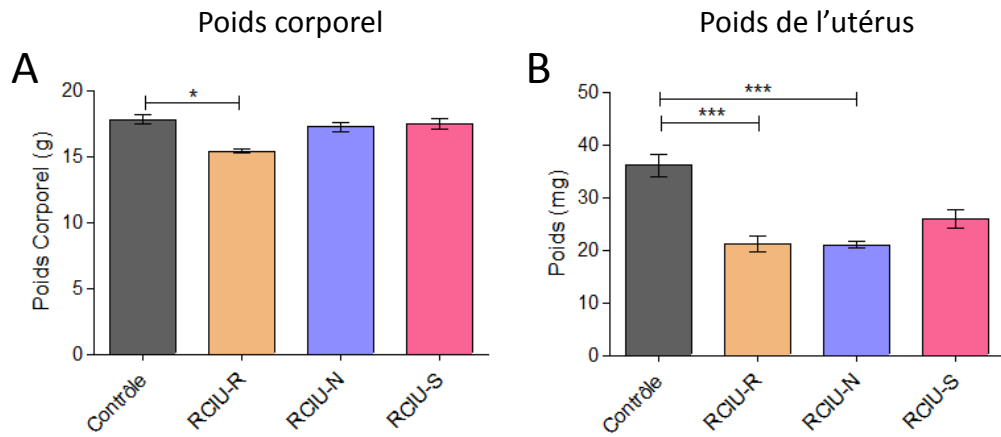 Poids corporel
A
Poids Corporel (g)
20
15
10
5
0
*
Contrôle
RCIU-R
RCIU-N
RCIU-S
Poids de l’utérus
B
Poids (mg)
50
40
30
20
10
0
***
***
Contrôle
RCIU-R
RCIU-N
RCIU-S